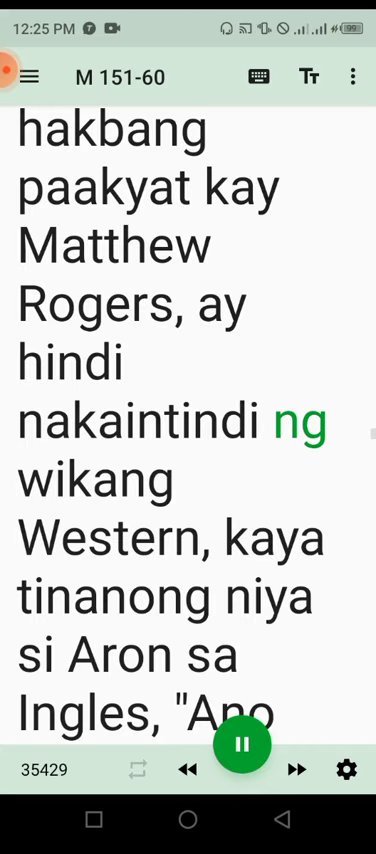 12:25 PM
99
M 151-60
hakbang
paakyat kay
Matthew
Rogers, ay
hindi
nakaintindi ng
wikang
Western, kaya
tinanong niya
si Aron sa
Ingles, "Ano
35429